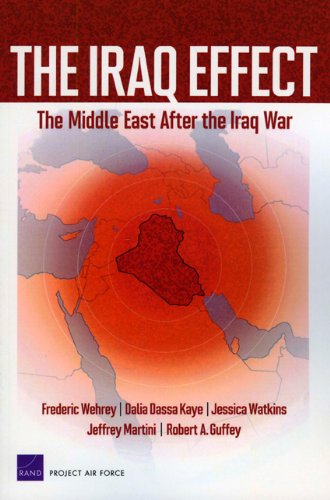 THE IRAQ EFFECT
The Middle East After the Iraq War
Frederic Wehrey | Dalia Dassa Kaye | Jessica Watkins
Jeffrey Martini | Robert A. Guffey
RAND PROJECT AIR FORCE